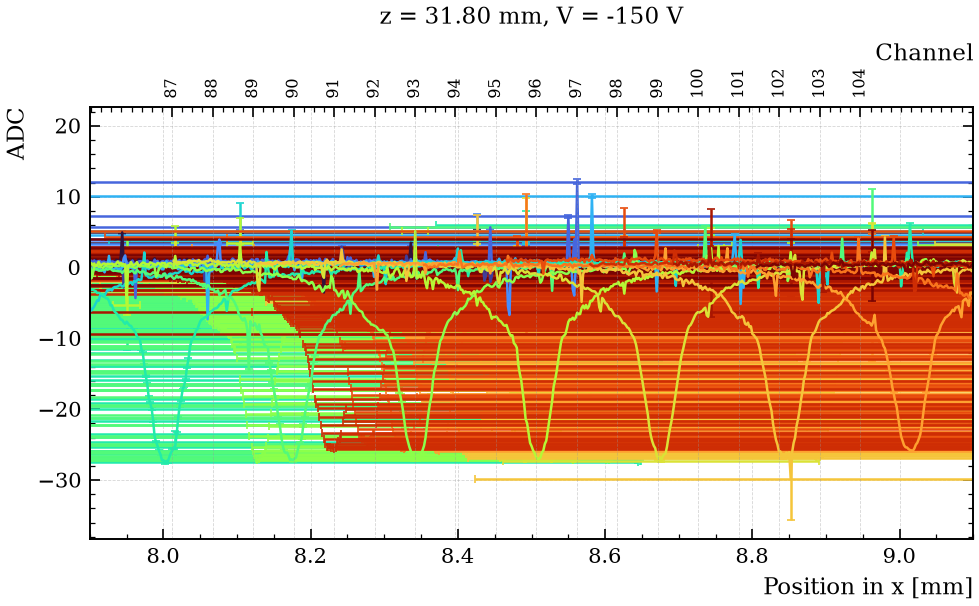 z = 31.80 mm, V = -150 V
Channel
87 88 89 90 91 92 93 94 95 96 97 98 99 100 101 102 103 104
ADC
20
10
0
−10
−20
−30
8.0 8.2 8.4 8.6 8.8 9.0
Position in x [mm]